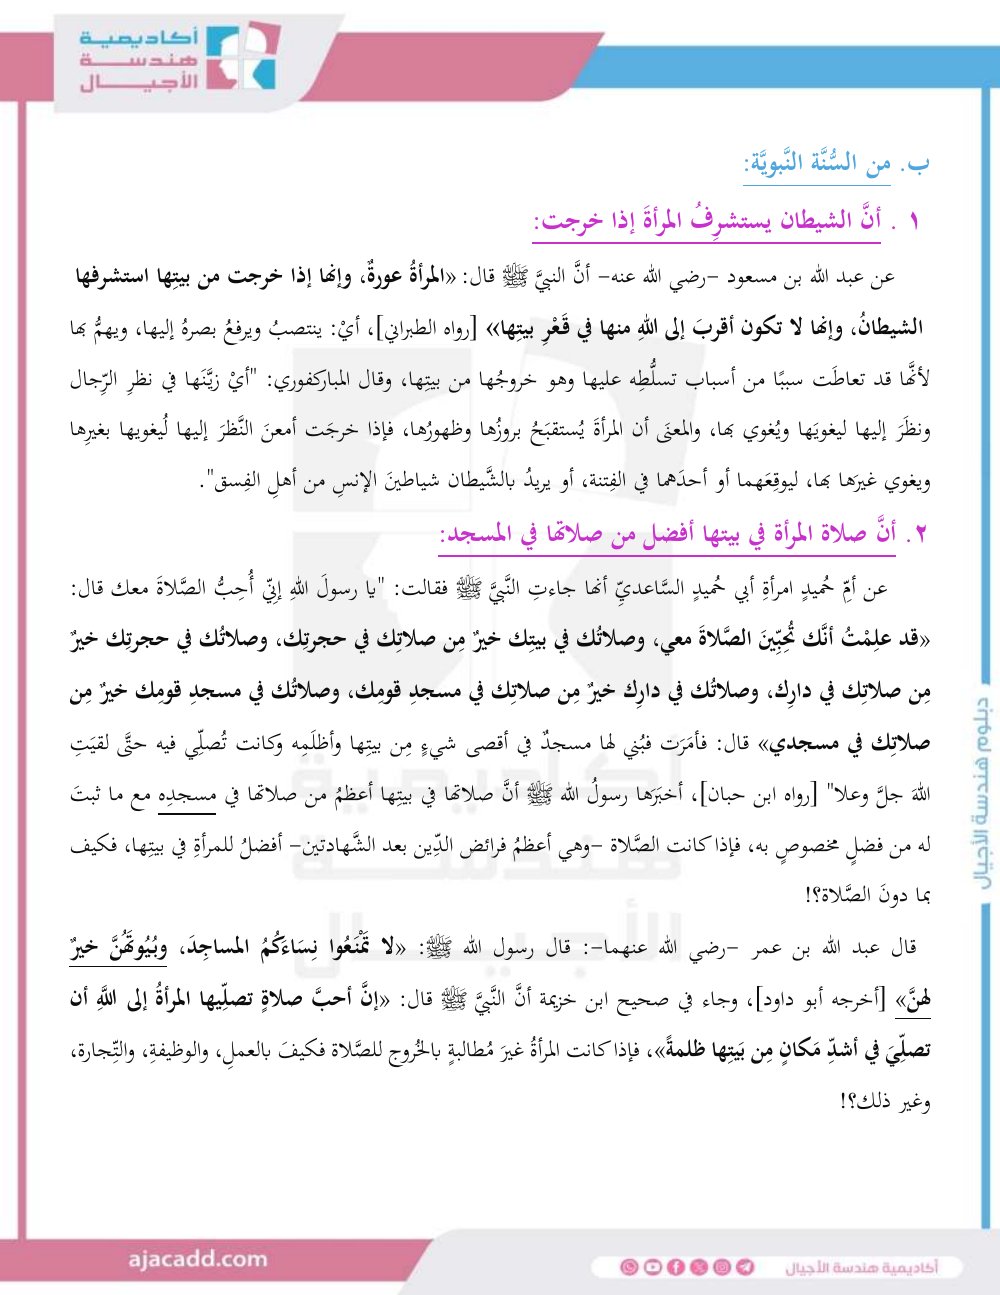 أكاديمية
هندسة
الأجيال
ب. من السُّنَّة النَّبويَّة:
١ . أنَّ الشيطان يستشرِفُ المرأةَ إذا خرجت:
عن عبد الله بن مسعود –رضي الله عنه– أنَّ النبيَّ ﷺ قال: «المرأةُ عورةٌ، وإنها إذا خرجت من بيتِها استشرفها
الشيطانُ، وإنها لا تكون أقربَ إلى اللهِ منها في قَعْرِ بيتِها» [رواه الطبراني]، أيْ: ينتصبُ ويرفعُ بصرهُ إليها، ويهمُّ بها
لأنَّها قد تعاطَت سببًا من أسباب تسلُّطِه عليها وهو خروجُها من بيتِها، وقال المباركفوري: "أيْ زيَّنَها في نظرِ الرِّجال
ونظَرَ إليها ليغويَها ويُغوي بها، والمعنَى أن المرأةَ يُستقبَحُ بروزُها وظهورُها، فإذا خرجَت أمعنَ النَّظرَ إليها لُيغويها بغيرِها
ويغوي غيرَها بها، ليوقِعَهما أو أحدَهما في الفِتنة، أو يريدُ بالشَّيطان شياطينَ الإنسِ من أهلِ الفِسق".
٢. أنَّ صلاة المرأة في بيتها أفضل من صلاتها في المسجد:
عن أمِّ حُميدٍ امرأةِ أبي حُميدٍ السَّاعديِّ أنها جاءتِ النَّبيَّ ﷺ فقالت: "يا رسولَ اللهِ إنِّي أُحِبُّ الصَّلاةَ معك قال:
«قد علِمْتُ أنَّك تُحِبِّينَ الصَّلاةَ معي، وصلاتُك في بيتِك خيرٌ مِن صلاتِك في حجرتِك، وصلاتُك في حجرتِك خيرٌ
مِن صلاتِك في دارِك، وصلاتُك في دارِك خيرٌ مِن صلاتِك في مسجدِ قومِك، وصلاتُك في مسجدِ قومِك خيرٌ مِن
صلاتِك في مسجدي» قال: فأمَرَت فبُني لها مسجدٌ في أقصى شيءٍ مِن بيتِها وأظلَمِه وكانت تُصلِّي فيه حتَّى لقيَتِ
اللهَ جلَّ وعلا" [رواه ابن حبان]، أخبَرَها رسولُ الله ﷺ أنَّ صلاتها في بيتِها أعظمُ من صلاتها في مسجدِه مع ما ثبتَ
له من فضلٍ مخصوصٍ به، فإذا كانت الصَّلاة –وهي أعظمُ فرائض الدِّين بعد الشَّهادتين– أفضلُ للمرأةِ في بيتِها، فكيف
بما دونَ الصَّلاة؟!
قال عبد الله بن عمر –رضي الله عنهما–: قال رسول الله ﷺ: «لا تَمْنَعُوا نِسَاءَكُمُ المساجِدَ، وبُيُوتهُنَّ خيرٌ
لهنَّ» [أخرجه أبو داود]، وجاء في صحيح ابن خزيمة أنَّ النَّبيَّ ﷺ قال: «إنَّ أحبَّ صلاةٍ تصلِّيها المرأةُ إلى اللَّهِ أن
تصلِّيَ في أشدِّ مَكانٍ مِن بَيتِها ظلمةً»، فإذا كانت المرأةُ غيرَ مُطالبةٍ بالخُروج للصَّلاة فكيفَ بالعملِ، والوظيفةِ، والتِّجارة،
وغير ذلك؟!
دبلوم هندسة الأجيال
ajacadd.com
أكاديمية هندسة الأجيال
أكاديمية
هندسة
الأجيال